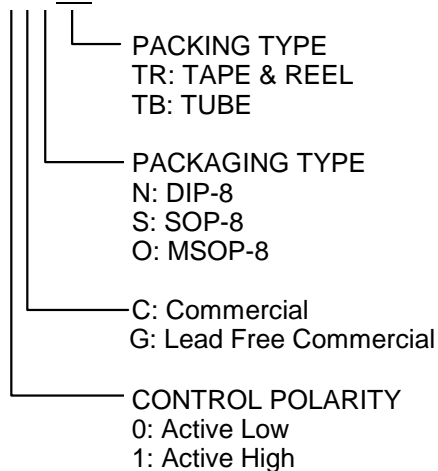 PACKING TYPE
TR: TAPE & REEL
TB: TUBE
PACKAGING TYPE
N: DIP-8
S: SOP-8
O: MSOP-8
C: Commercial
G: Lead Free Commercial
CONTROL POLARITY
0: Active Low
1: Active High